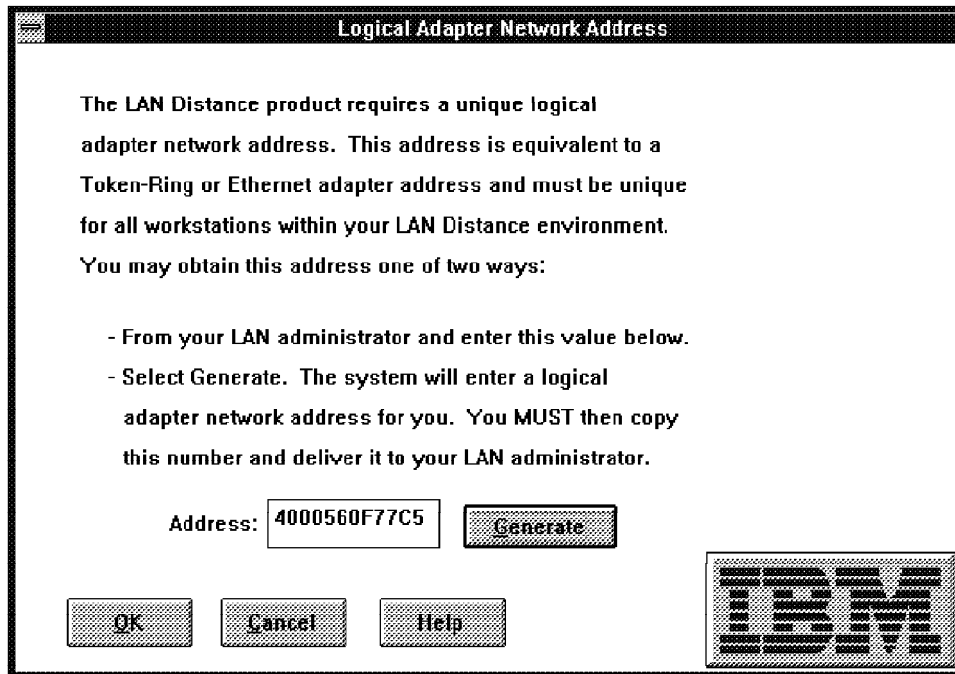 Logical Adapter Network Address
The LAN Distance product requires a unique logical
adapter network address.  This address is equivalent to a
Token-Ring or Ethernet adapter address and must be unique
for all workstations within your LAN Distance environment.
You may obtain this address one of two ways:
- From your LAN administrator and enter this value below.
- Select Generate.  The system will enter a logical
adapter network address for you.  You MUST then copy
this number and deliver it to your LAN administrator.
Address: 4000560F77C5 Generate
OK Cancel Help
IBM